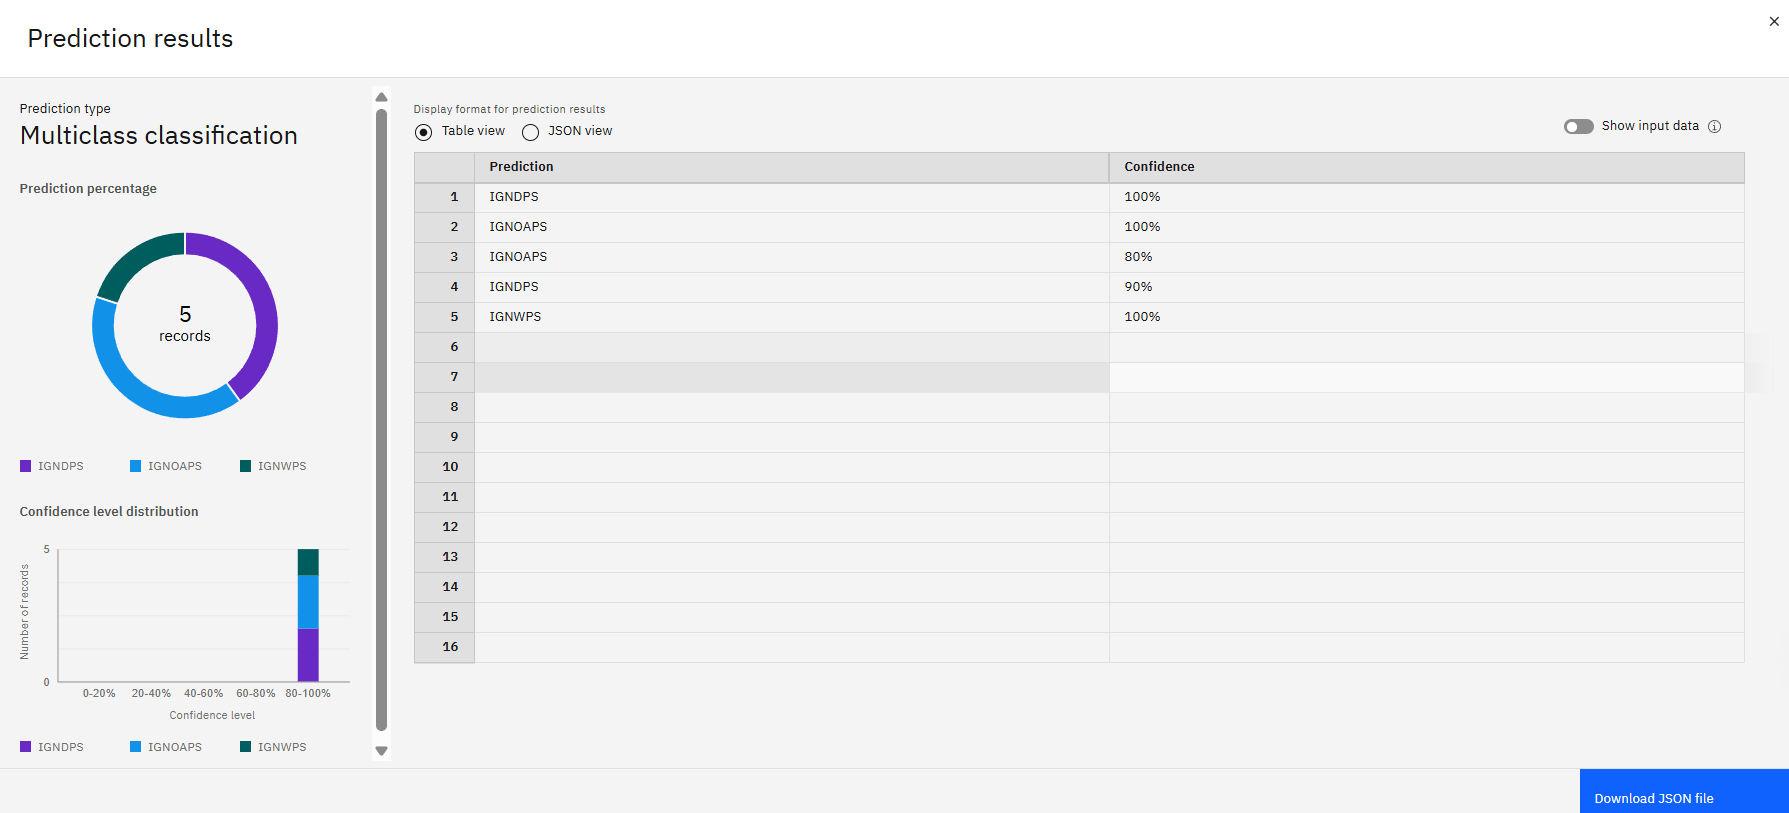 Prediction results
Prediction type
Multiclass classification
Prediction percentage
5
records
IGNDPS IGNOAPS IGNWPS
Confidence level distribution
5
Number of records
0
0-20% 20-40% 40-60% 60-80% 80-100%
Confidence level
IGNDPS IGNOAPS IGNWPS
Display format for prediction results
Table view JSON view
Show input data
Prediction Confidence
1 IGNDPS 100%
2 IGNOAPS 100%
3 IGNOAPS 80%
4 IGNDPS 90%
5 IGNWPS 100%
6
7
8
9
10
11
12
13
14
15
16
Download JSON file